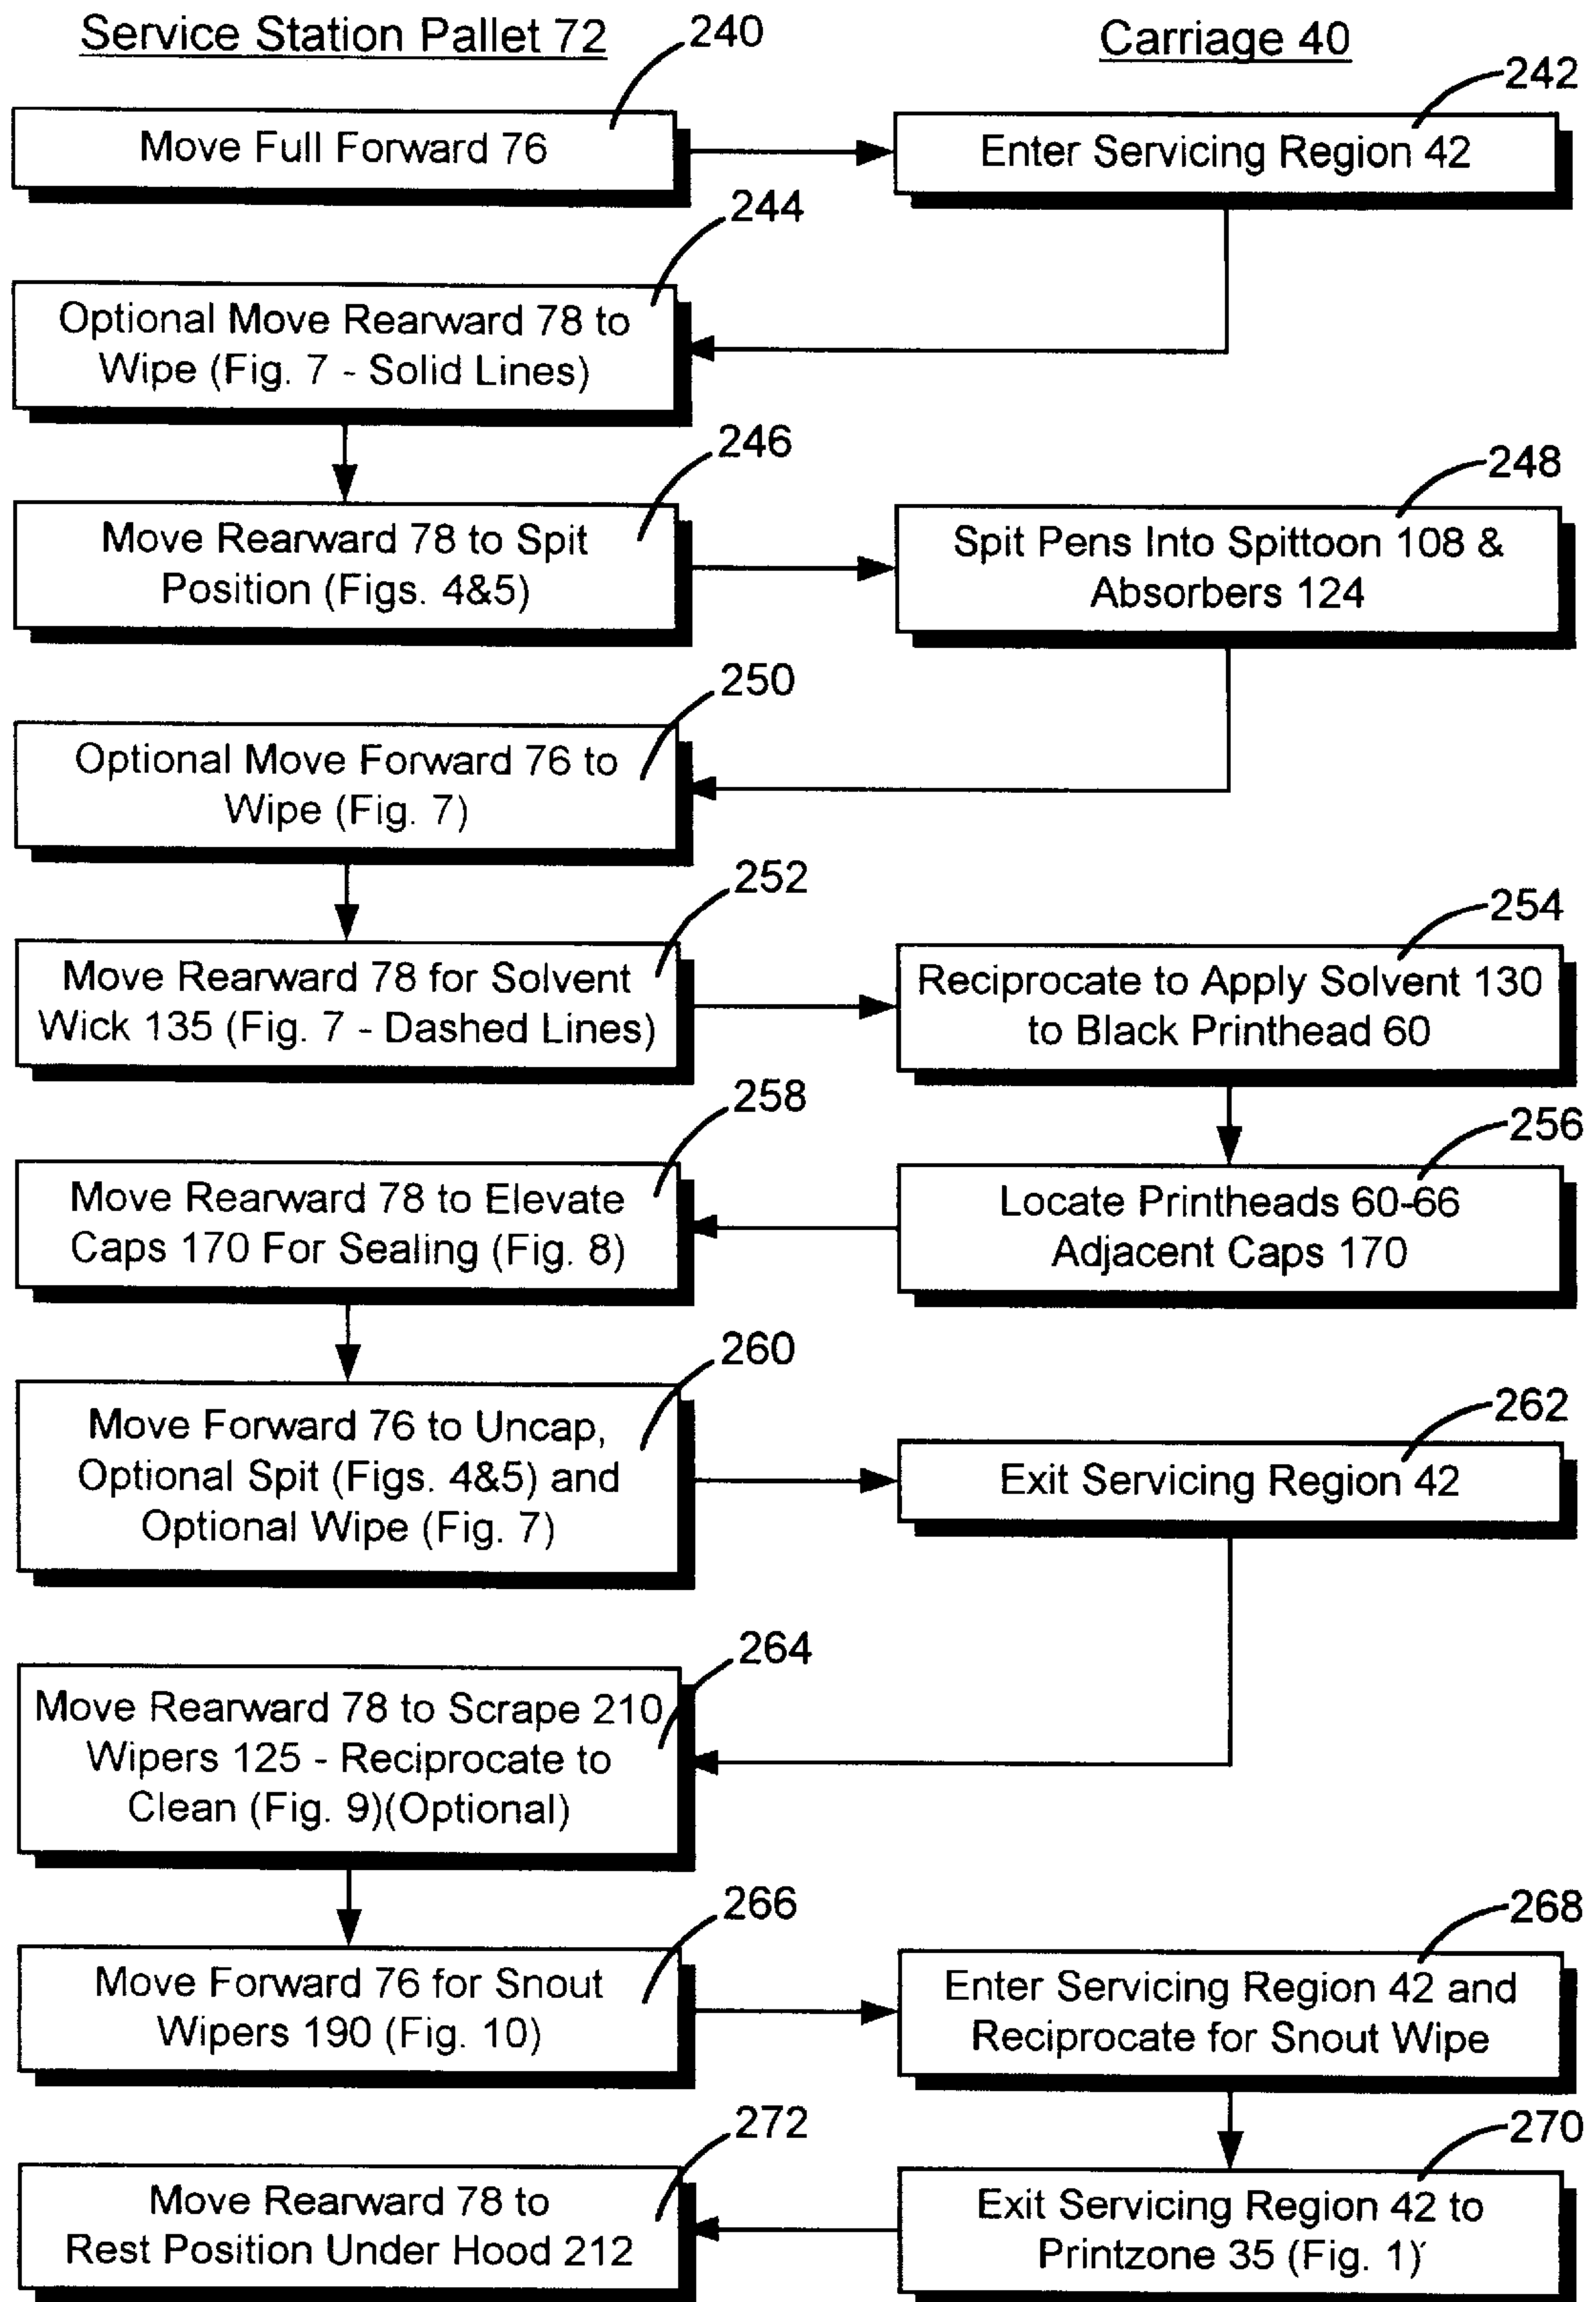 Service Station Pallet 72
240
Carriage 40
242
Move Full Forward 76
Enter Servicing Region 42
244
Optional Move Rearward 78 to
Wipe (Fig. 7 - Solid Lines)
246
248
Move Rearward 78 to Spit
Position (Figs. 4&5)
Spit Pens Into Spittoon 108 &
Absorbers 124
250
Optional Move Forward 76 to
Wipe (Fig. 7)
252
254
Move Rearward 78 for Solvent
Wick 135 (Fig. 7 - Dashed Lines)
Reciprocate to Apply Solvent 130
to Black Printhead 60
258
256
Move Rearward 78 to Elevate
Caps 170 For Sealing (Fig. 8)
Locate Printheads 60-66
Adjacent Caps 170
260
262
Move Forward 76 to Uncap,
Optional Spit (Figs. 4&5) and
Optional Wipe (Fig. 7)
Exit Servicing Region 42
264
Move Rearward 78 to Scrape 210
Wipers 125 - Reciprocate to
Clean (Fig. 9)(Optional)
266
268
Move Forward 76 for Snout
Wipers 190 (Fig. 10)
Enter Servicing Region 42 and
Reciprocate for Snout Wipe
272
270
Move Rearward 78 to
Rest Position Under Hood 212
Exit Servicing Region 42 to
Printzone 35 (Fig. 1)